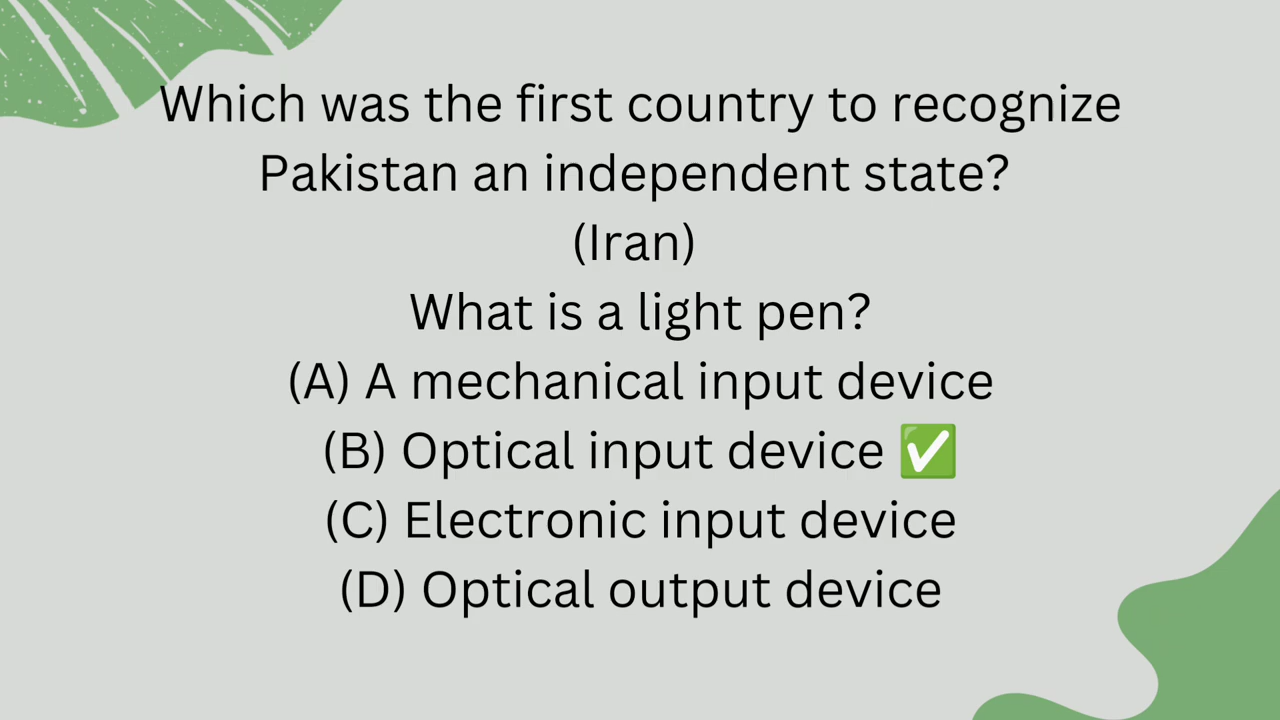 Which was the first country to recognize
Pakistan an independent state?
(Iran)
What is a light pen?
(A) A mechanical input device
(B) Optical input device ✅
(C) Electronic input device
(D) Optical output device